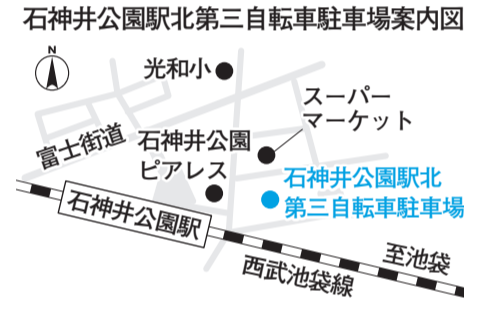 石神井公園駅北第三自転車駐車場案内図
N
光和小
スーパー
マーケット
富士街道
石神井公園
ピアレス
石神井公園駅北
第三自転車駐車場
石神井公園駅
西武池袋線
至池袋